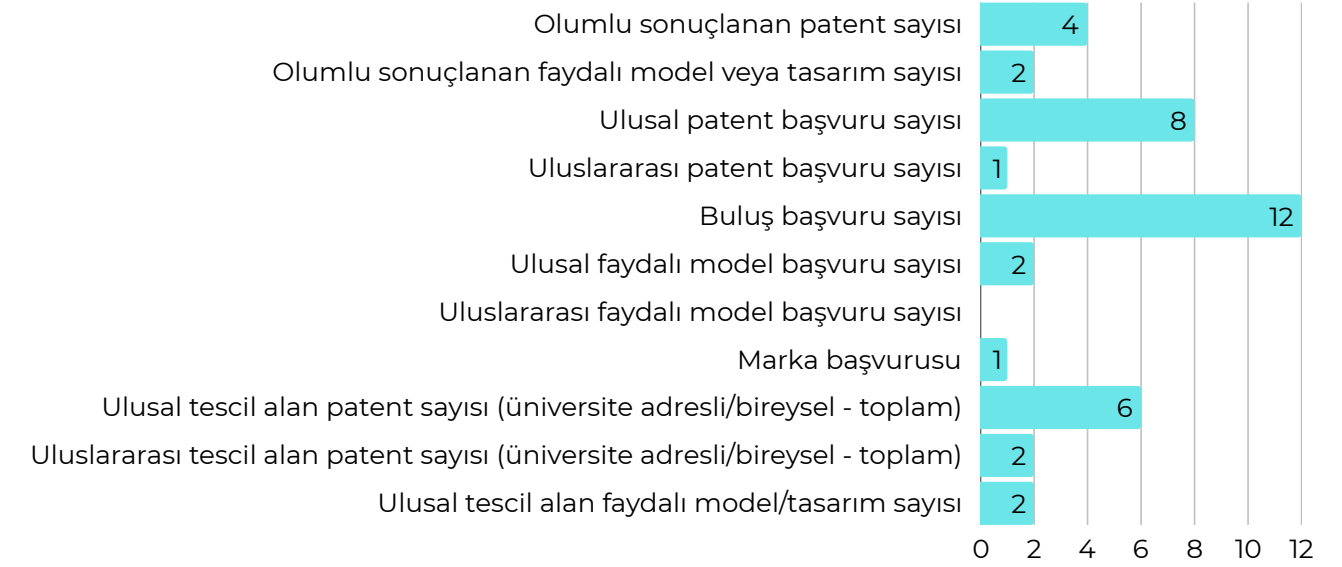 Olumlu sonuçlanan patent sayısı 4
Olumlu sonuçlanan faydalı model veya tasarım sayısı 2
Ulusal patent başvuru sayısı 8
Uluslararası patent başvuru sayısı 1
Buluş başvuru sayısı 12
Ulusal faydalı model başvuru sayısı 2
Uluslararası faydalı model başvuru sayısı
Marka başvurusu 1
Ulusal tescil alan patent sayısı (üniversite adresli/bireysel - toplam) 6
Uluslararası tescil alan patent sayısı (üniversite adresli/bireysel - toplam) 2
Ulusal tescil alan faydalı model/tasarım sayısı 2
0 2 4 6 8 10 12